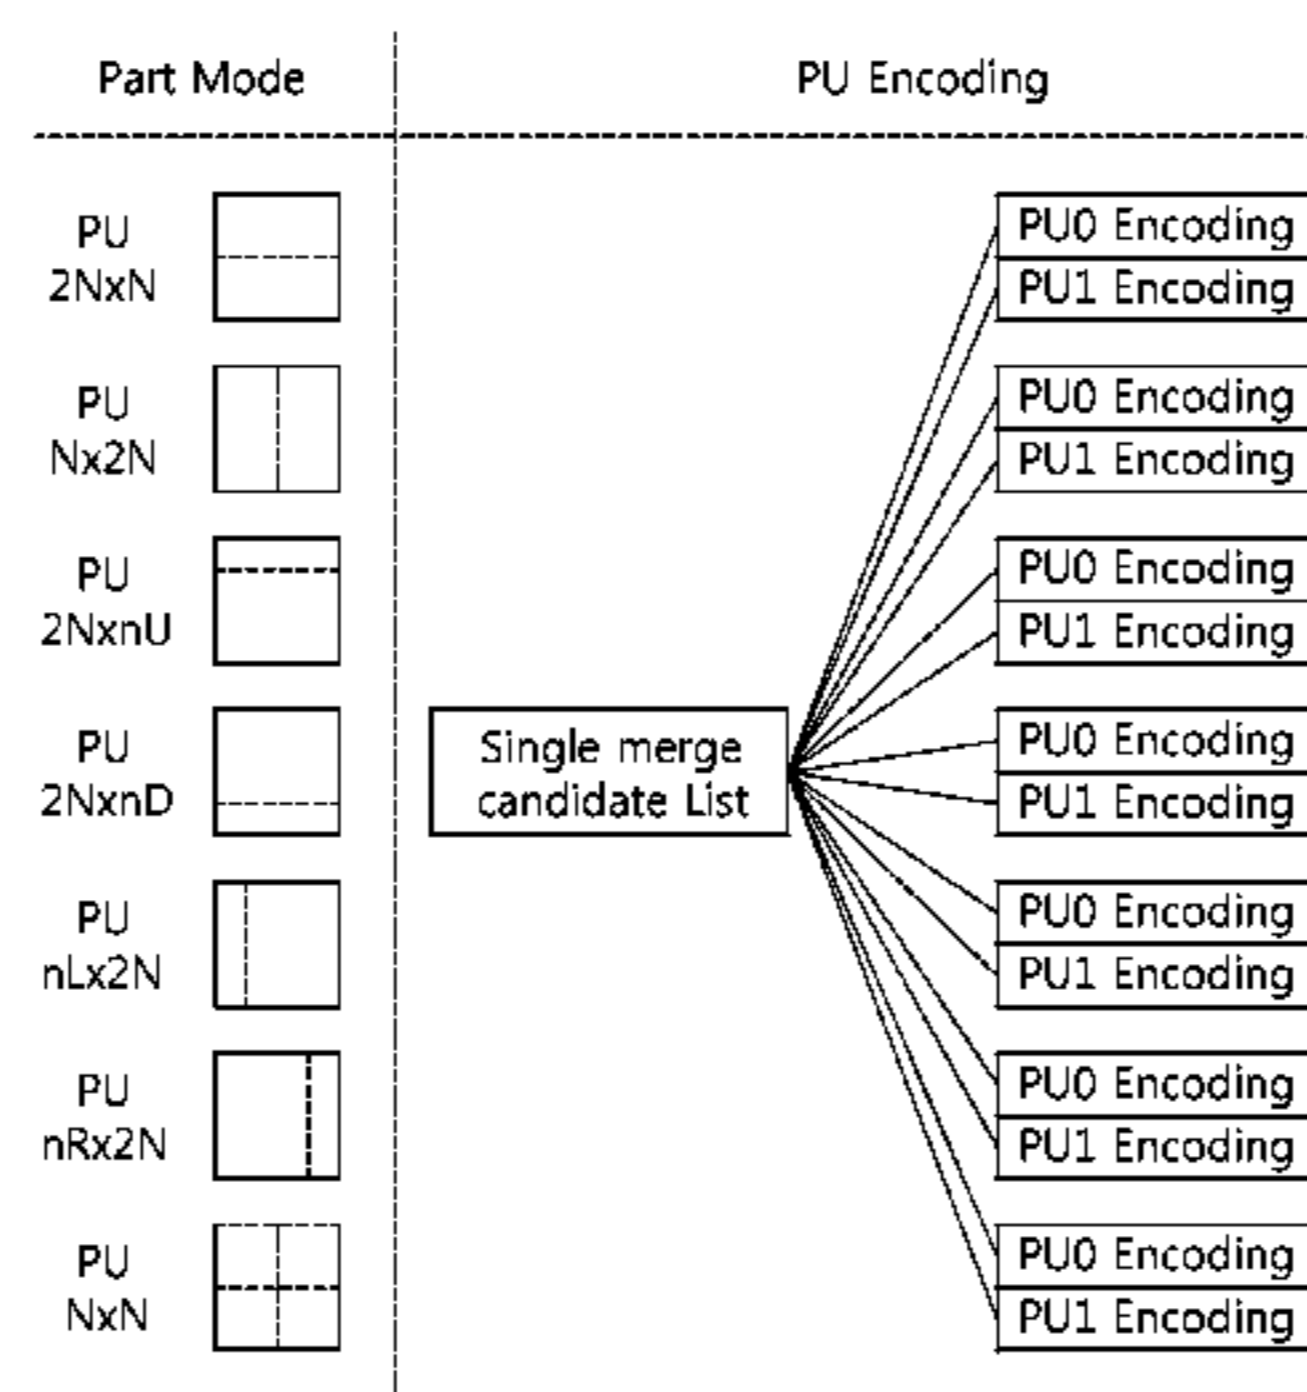 Part Mode
PU Encoding
PU
2NxN
PU0 Encoding
PU1 Encoding
PU
Nx2N
PU0 Encoding
PU1 Encoding
PU
2NxnU
PU0 Encoding
PU1 Encoding
PU
2NxnD
Single merge
candidate List
PU0 Encoding
PU1 Encoding
PU
nLx2N
PU0 Encoding
PU1 Encoding
PU
nRx2N
PU0 Encoding
PU1 Encoding
PU
NxN
PU0 Encoding
PU1 Encoding